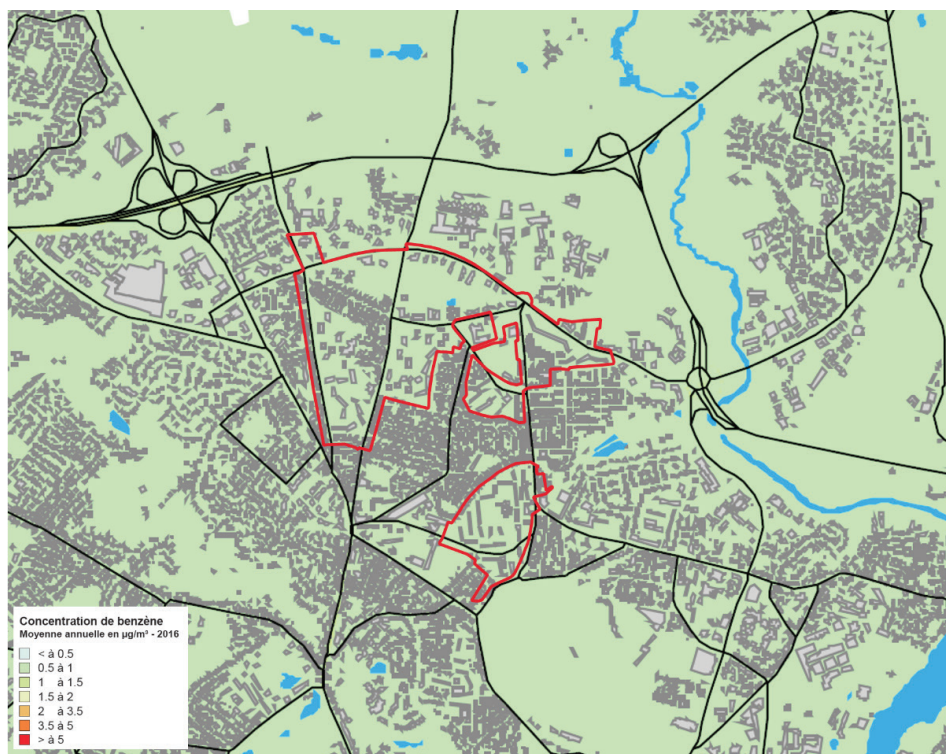 Concentration de benzène
Moyenne annuelle en µg/m³ - 2016
< à 0.5
0.5 à 1
1 à 1.5
1.5 à 2
2 à 3.5
3.5 à 5
> à 5